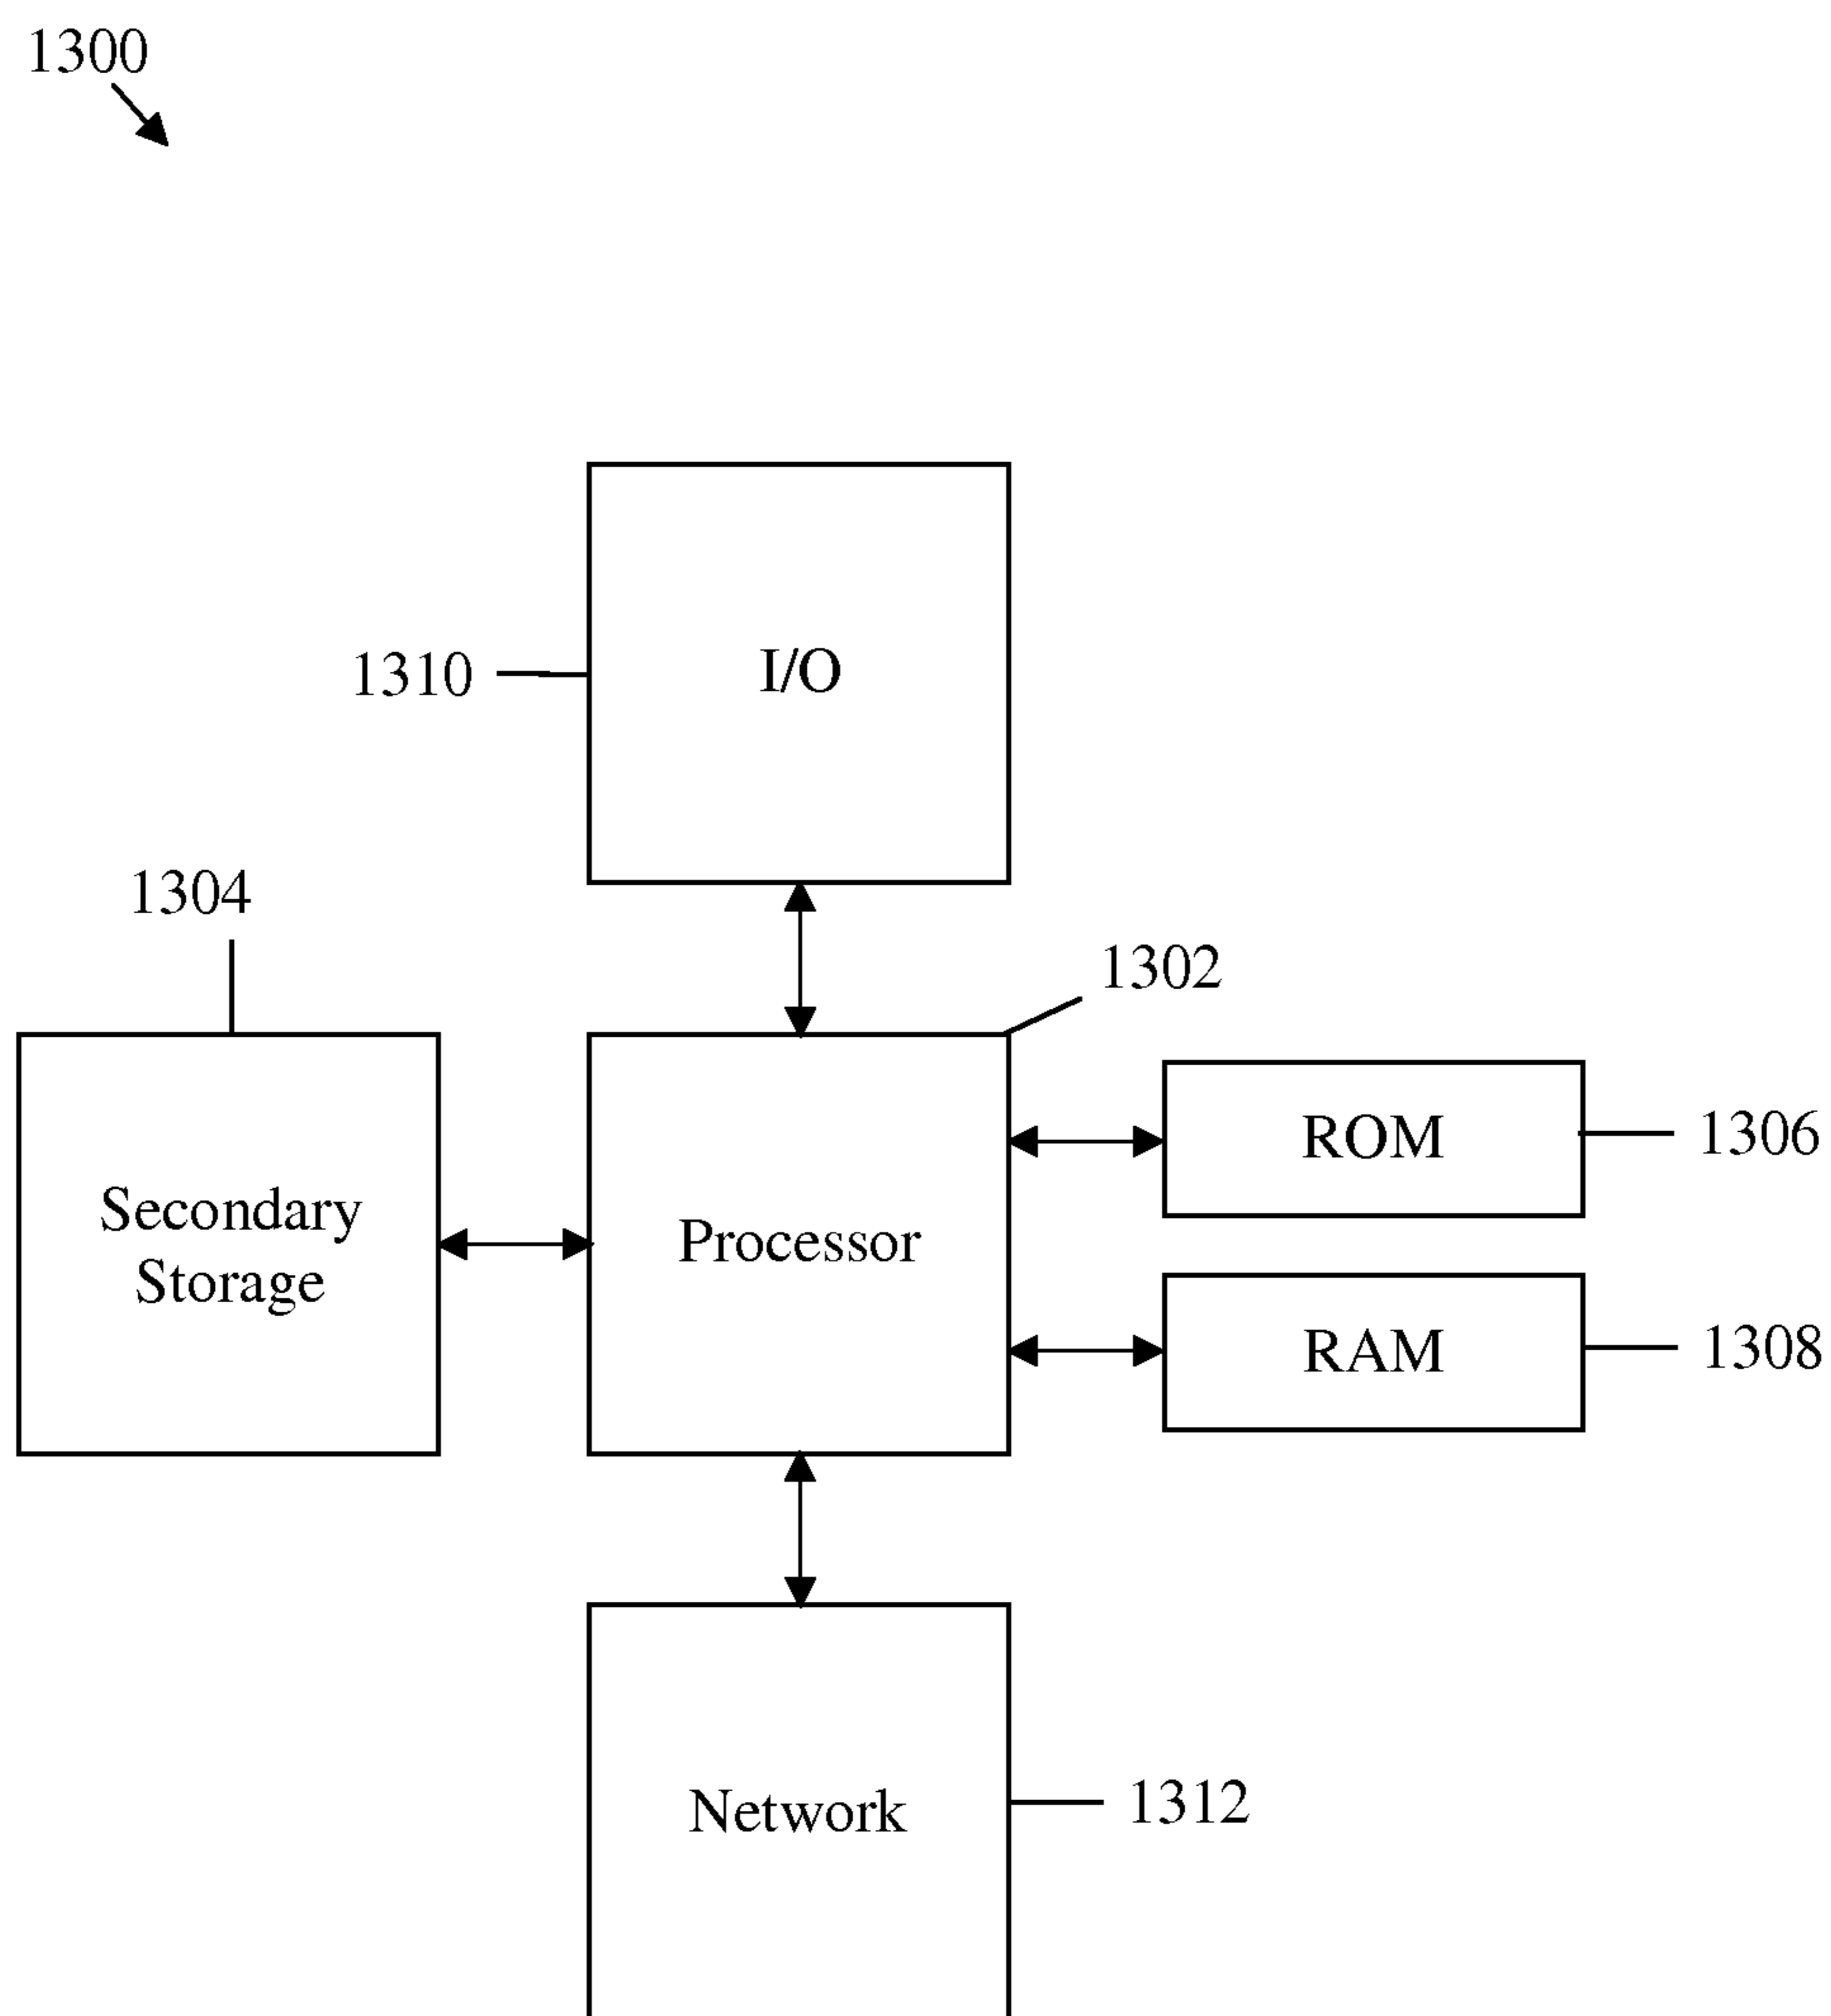 1300
I/O
1310
1304
1302
Secondary
Storage
Processor
ROM
1306
RAM
1308
Network
1312